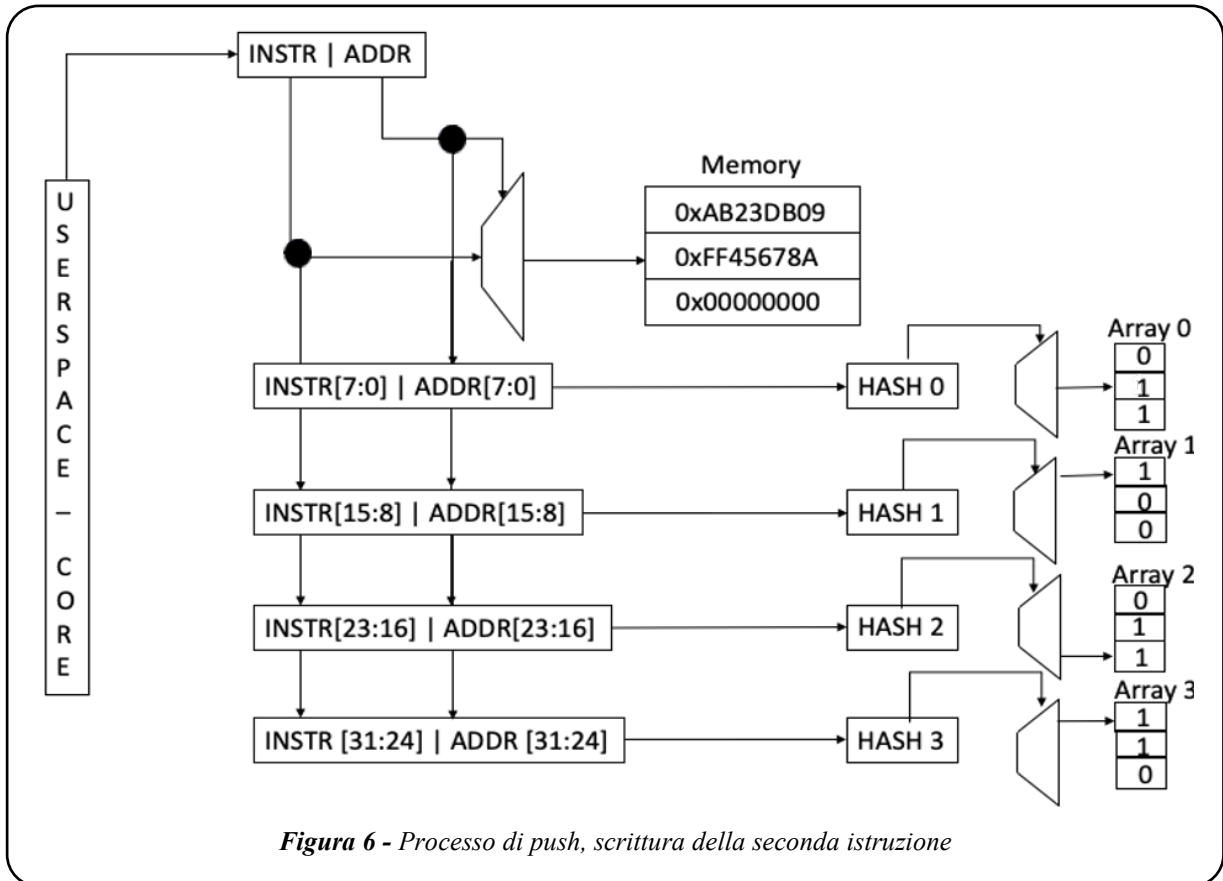 INSTR | ADDR
USERSPACE – CORE
Memory
0xAB23DB09
0xFF45678A
0x00000000
INSTR[7:0] | ADDR[7:0]
HASH 0
Array 0
0
1
1
INSTR[15:8] | ADDR[15:8]
HASH 1
Array 1
1
0
0
INSTR[23:16] | ADDR[23:16]
HASH 2
Array 2
0
1
1
INSTR [31:24] | ADDR [31:24]
HASH 3
Array 3
1
1
0
Figura 6 - Processo di push, scrittura della seconda istruzione